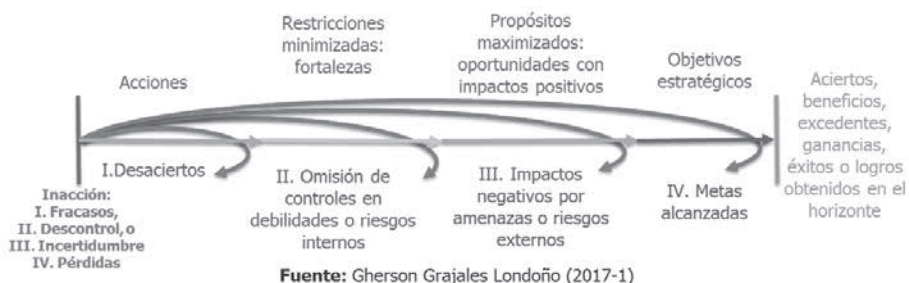 Acciones
Restricciones
minimizadas:
fortalezas
Propósitos
maximizados:
oportunidades con
impactos positivos
Objetivos
estratégicos
Aciertos,
beneficios,
excedentes,
ganancias,
éxitos o logros
obtenidos en el
horizonte
Inacción:
I. Fracasos,
II. Descontrol, o
III. Incertidumbre
IV. Pérdidas
I.Desaciertos
II. Omisión de
controles en
debilidades o riesgos
internos
III. Impactos
negativos por
amenazas o riesgos
externos
IV. Metas
alcanzadas
Fuente: Gherson Grajales Londoño (2017-1)